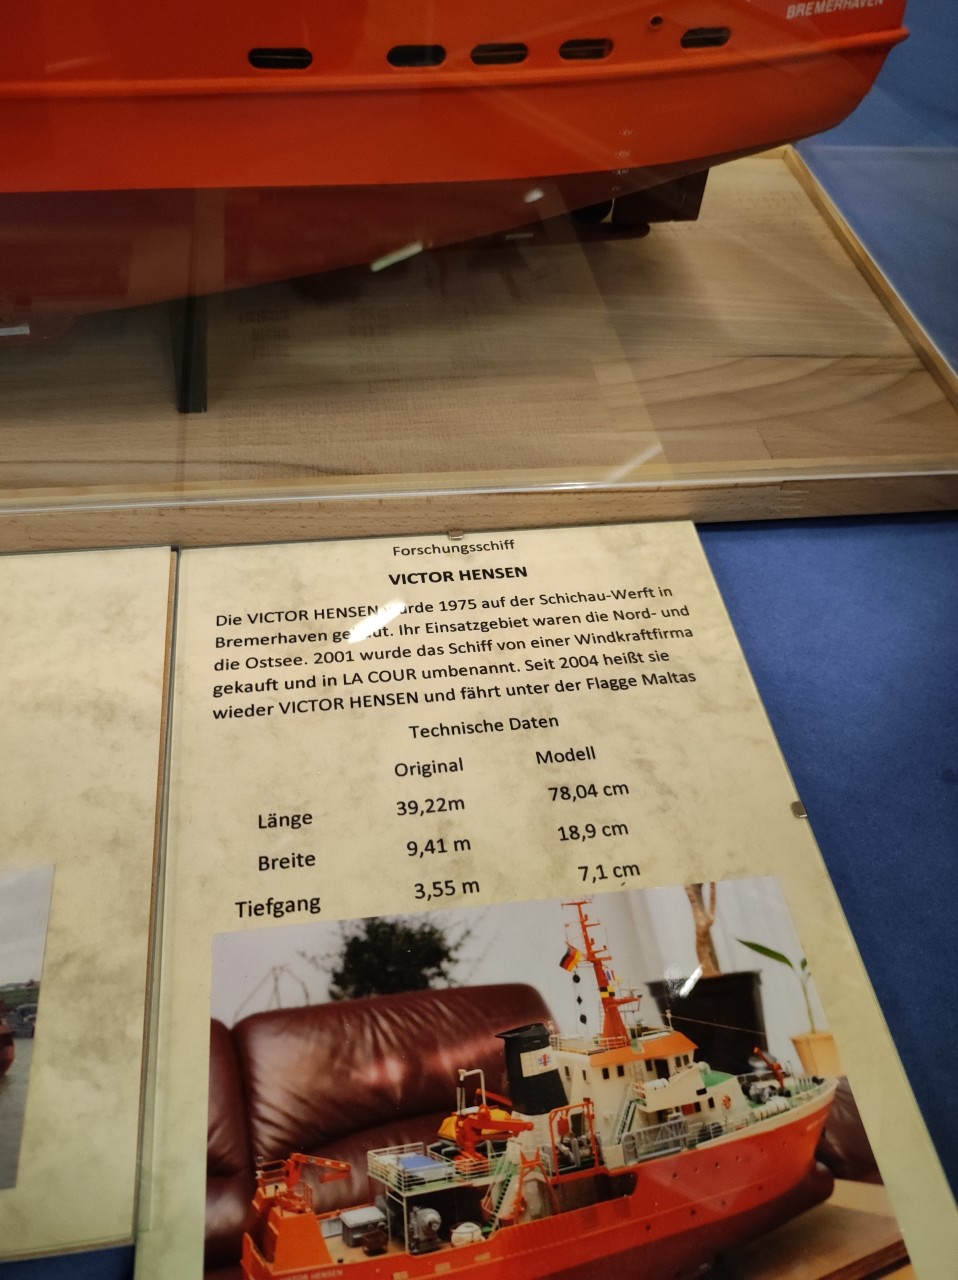 BREMERHAVEN
Forschungsschiff
VICTOR HENSEN
Die VICTOR HENSEN wurde 1975 auf der Schichau-Werft in
Bremerhaven gebaut. Ihr Einsatzgebiet waren die Nord- und
die Ostsee. 2001 wurde das Schiff von einer Windkraftfirma
gekauft und in LA COUR umbenannt. Seit 2004 heißt sie
wieder VICTOR HENSEN und fährt unter der Flagge Maltas
Technische Daten
Original Modell
Länge 39,22m 78,04 cm
Breite 9,41 m 18,9 cm
Tiefgang 3,55 m 7,1 cm